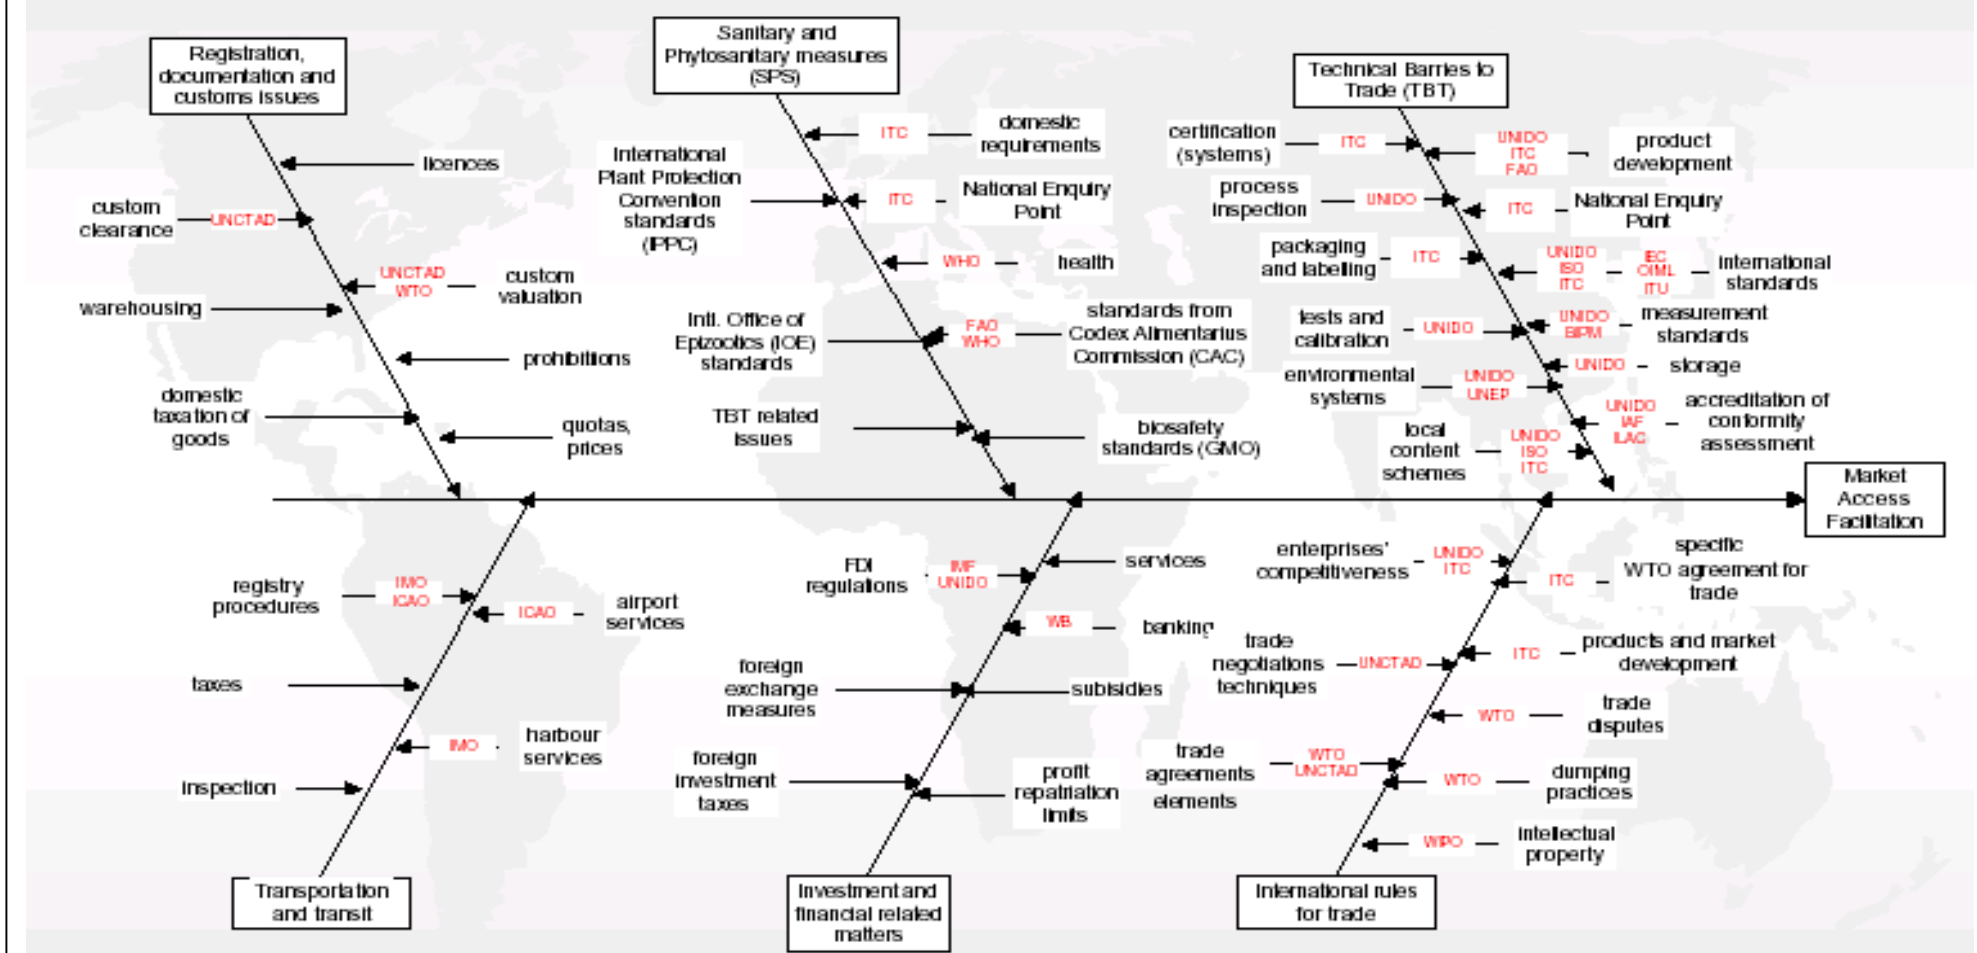 Registration,
documentation and
customs issues
licences
custom
clearance
UNCTAD
UNCTAD
WTO
custom
valuation
warehousing
prohibitions
domestic
taxation of
goods
quotas,
prices
Sanitary and
Phytosanitary measures
(SPS)
ITC
domestic
requirements
International
Plant Protection
Convention
standards
(IPPC)
ITC
National Enquiry
Point
WHO
health
Intl. Office of
Epizootics (IOE)
standards
FAO
WHO
standards from
Codex Alimentarius
Commission (CAC)
TBT related
issues
biosafety
standards (GMO)
Technical Barries to
Trade (TBT)
certification
(systems)
ITC
UNIDO
ITC
FAO
product
development
process
inspection
UNIDO
ITC
National Enquiry
Point
packaging
and labelling
ITC
UNIDO
ISO
ITC
IEC
OIML
ITU
international
standards
tests and
calibration
UNIDO
UNIDO
BIPM
measurement
standards
UNIDO
storage
environmental
systems
UNIDO
UNEP
UNIDO
IAF
ILAC
accreditation of
conformity
assessment
local
content
schemes
UNIDO
ISO
ITC
Market
Access
Facilitation
registry
procedures
IMO
ICAO
ICAO
airport
services
taxes
IMO
harbour
services
inspection
Transportation
and transit
FDI
regulations
IMF
UNIDO
services
WB
banking
foreign
exchange
measures
subisidies
foreign
investment
taxes
profit
repatriation
limits
Investment and
financial related
matters
enterprises'
competitiveness
UNIDO
ITC
ITC
specific
WTO agreement for
trade
trade
negotiations
techniques
UNCTAD
ITC
products and market
development
WTO
trade
disputes
trade
agreements
elements
WTO
UNCTAD
WTO
dumping
practices
WIPO
intellectual
property
International rules
for trade